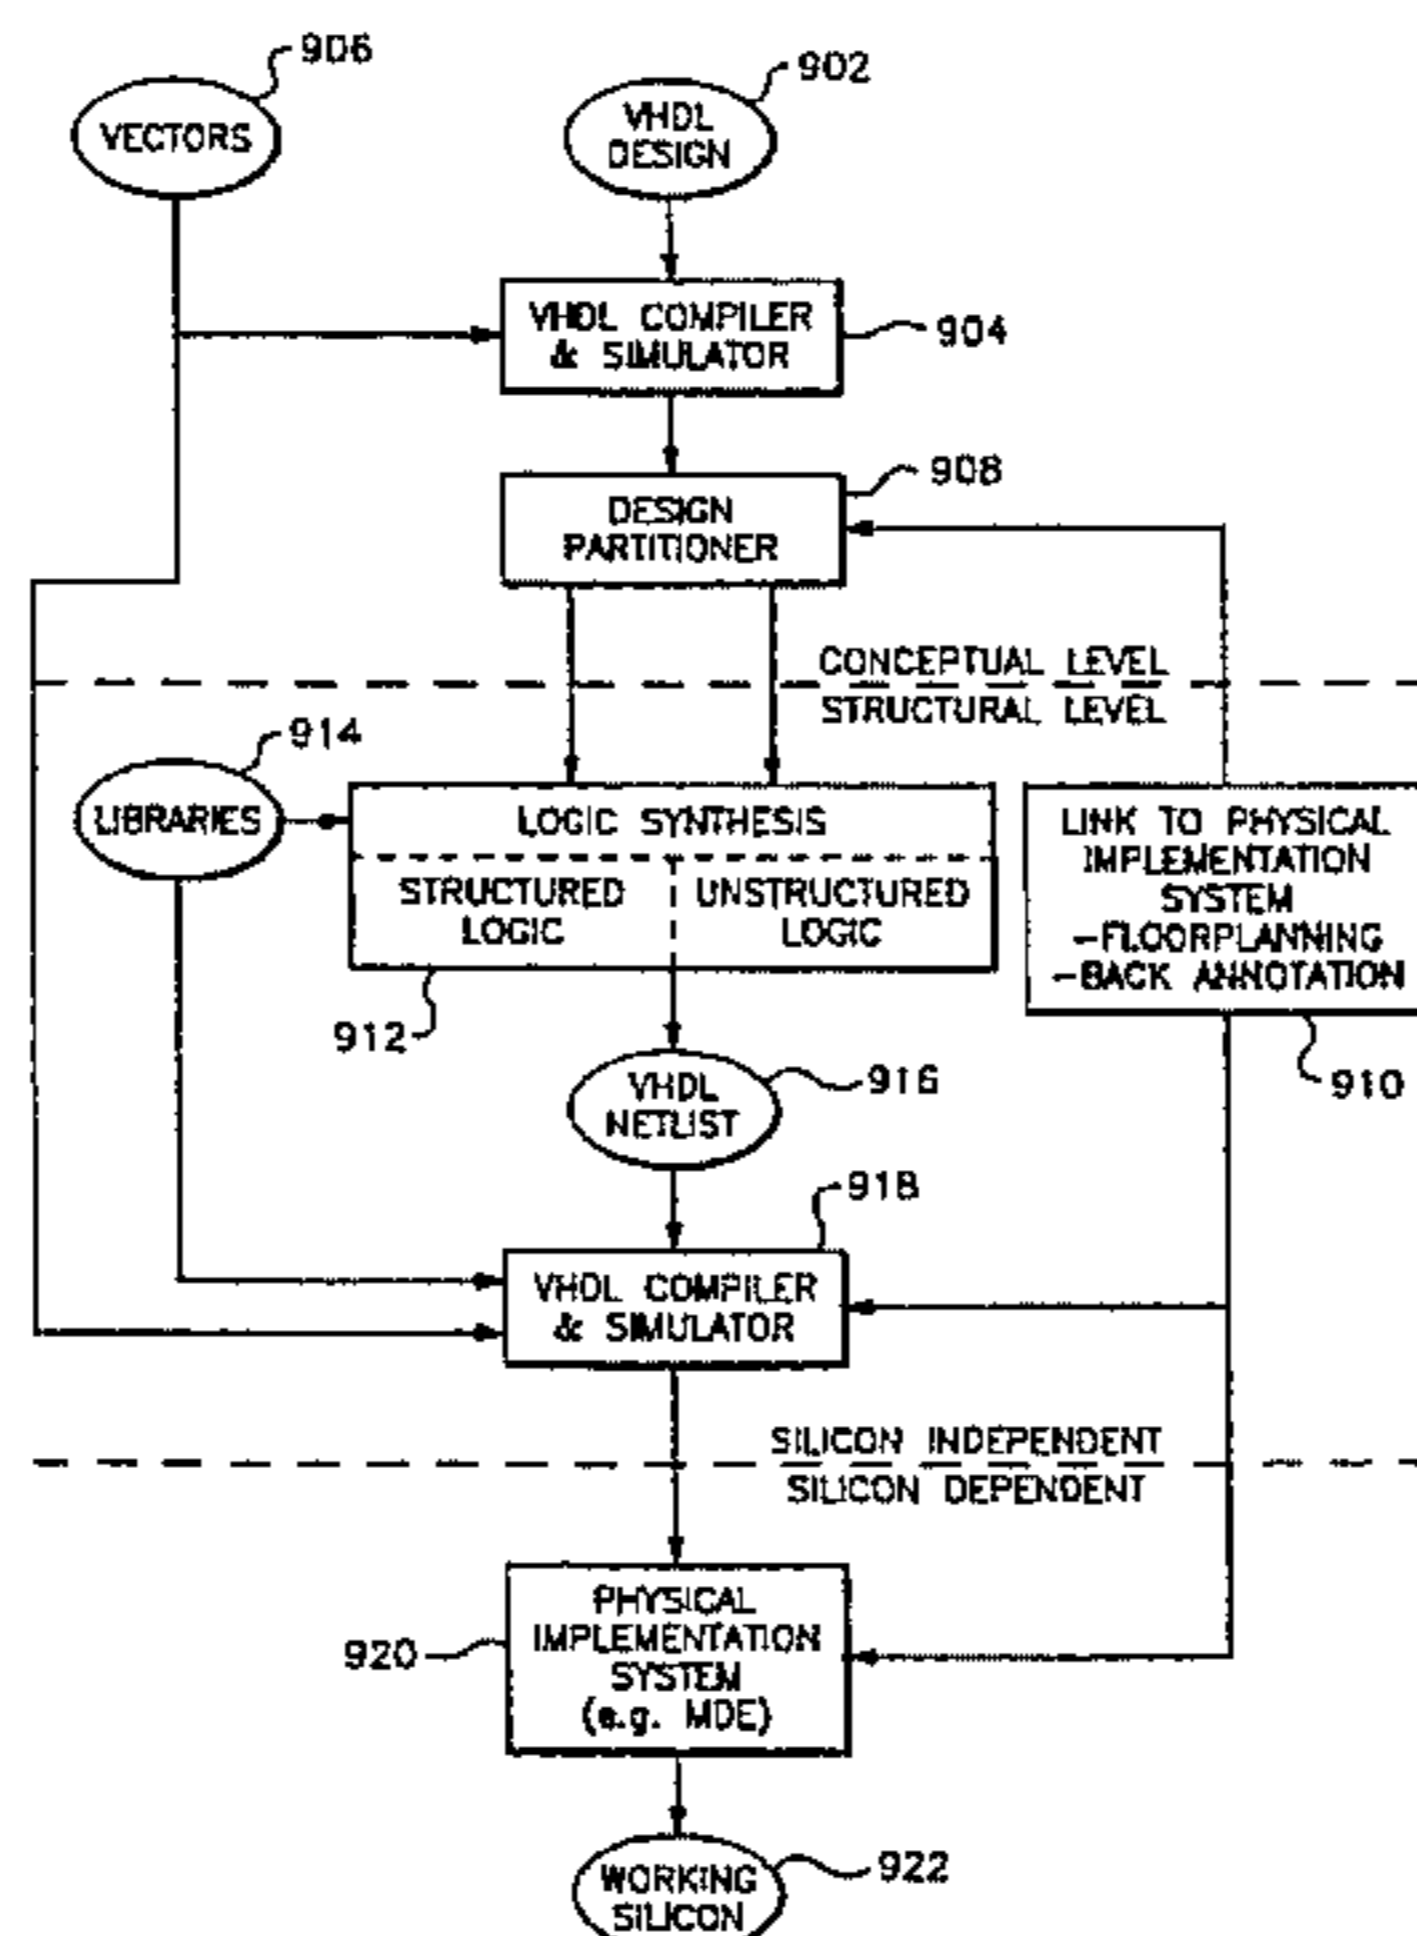 906
902
VECTORS
VHDL
DESIGN
VHDL COMPILER
& SIMULATOR
904
908
DESIGN
PARTITIONER
CONCEPTUAL LEVEL
STRUCTURAL LEVEL
914
LIBRARIES
LOGIC SYNTHESIS
STRUCTURED
LOGIC
UNSTRUCTURED
LOGIC
LINK TO PHYSICAL
IMPLEMENTATION
SYSTEM
-FLOORPLANNING
-BACK ANNOTATION
912
910
VHDL
NETLIST
916
918
VHDL COMPILER
& SIMULATOR
SILICON INDEPENDENT
SILICON DEPENDENT
PHYSICAL
IMPLEMENTATION
SYSTEM
(e.g. MDE)
920
WORKING
SILICON
922